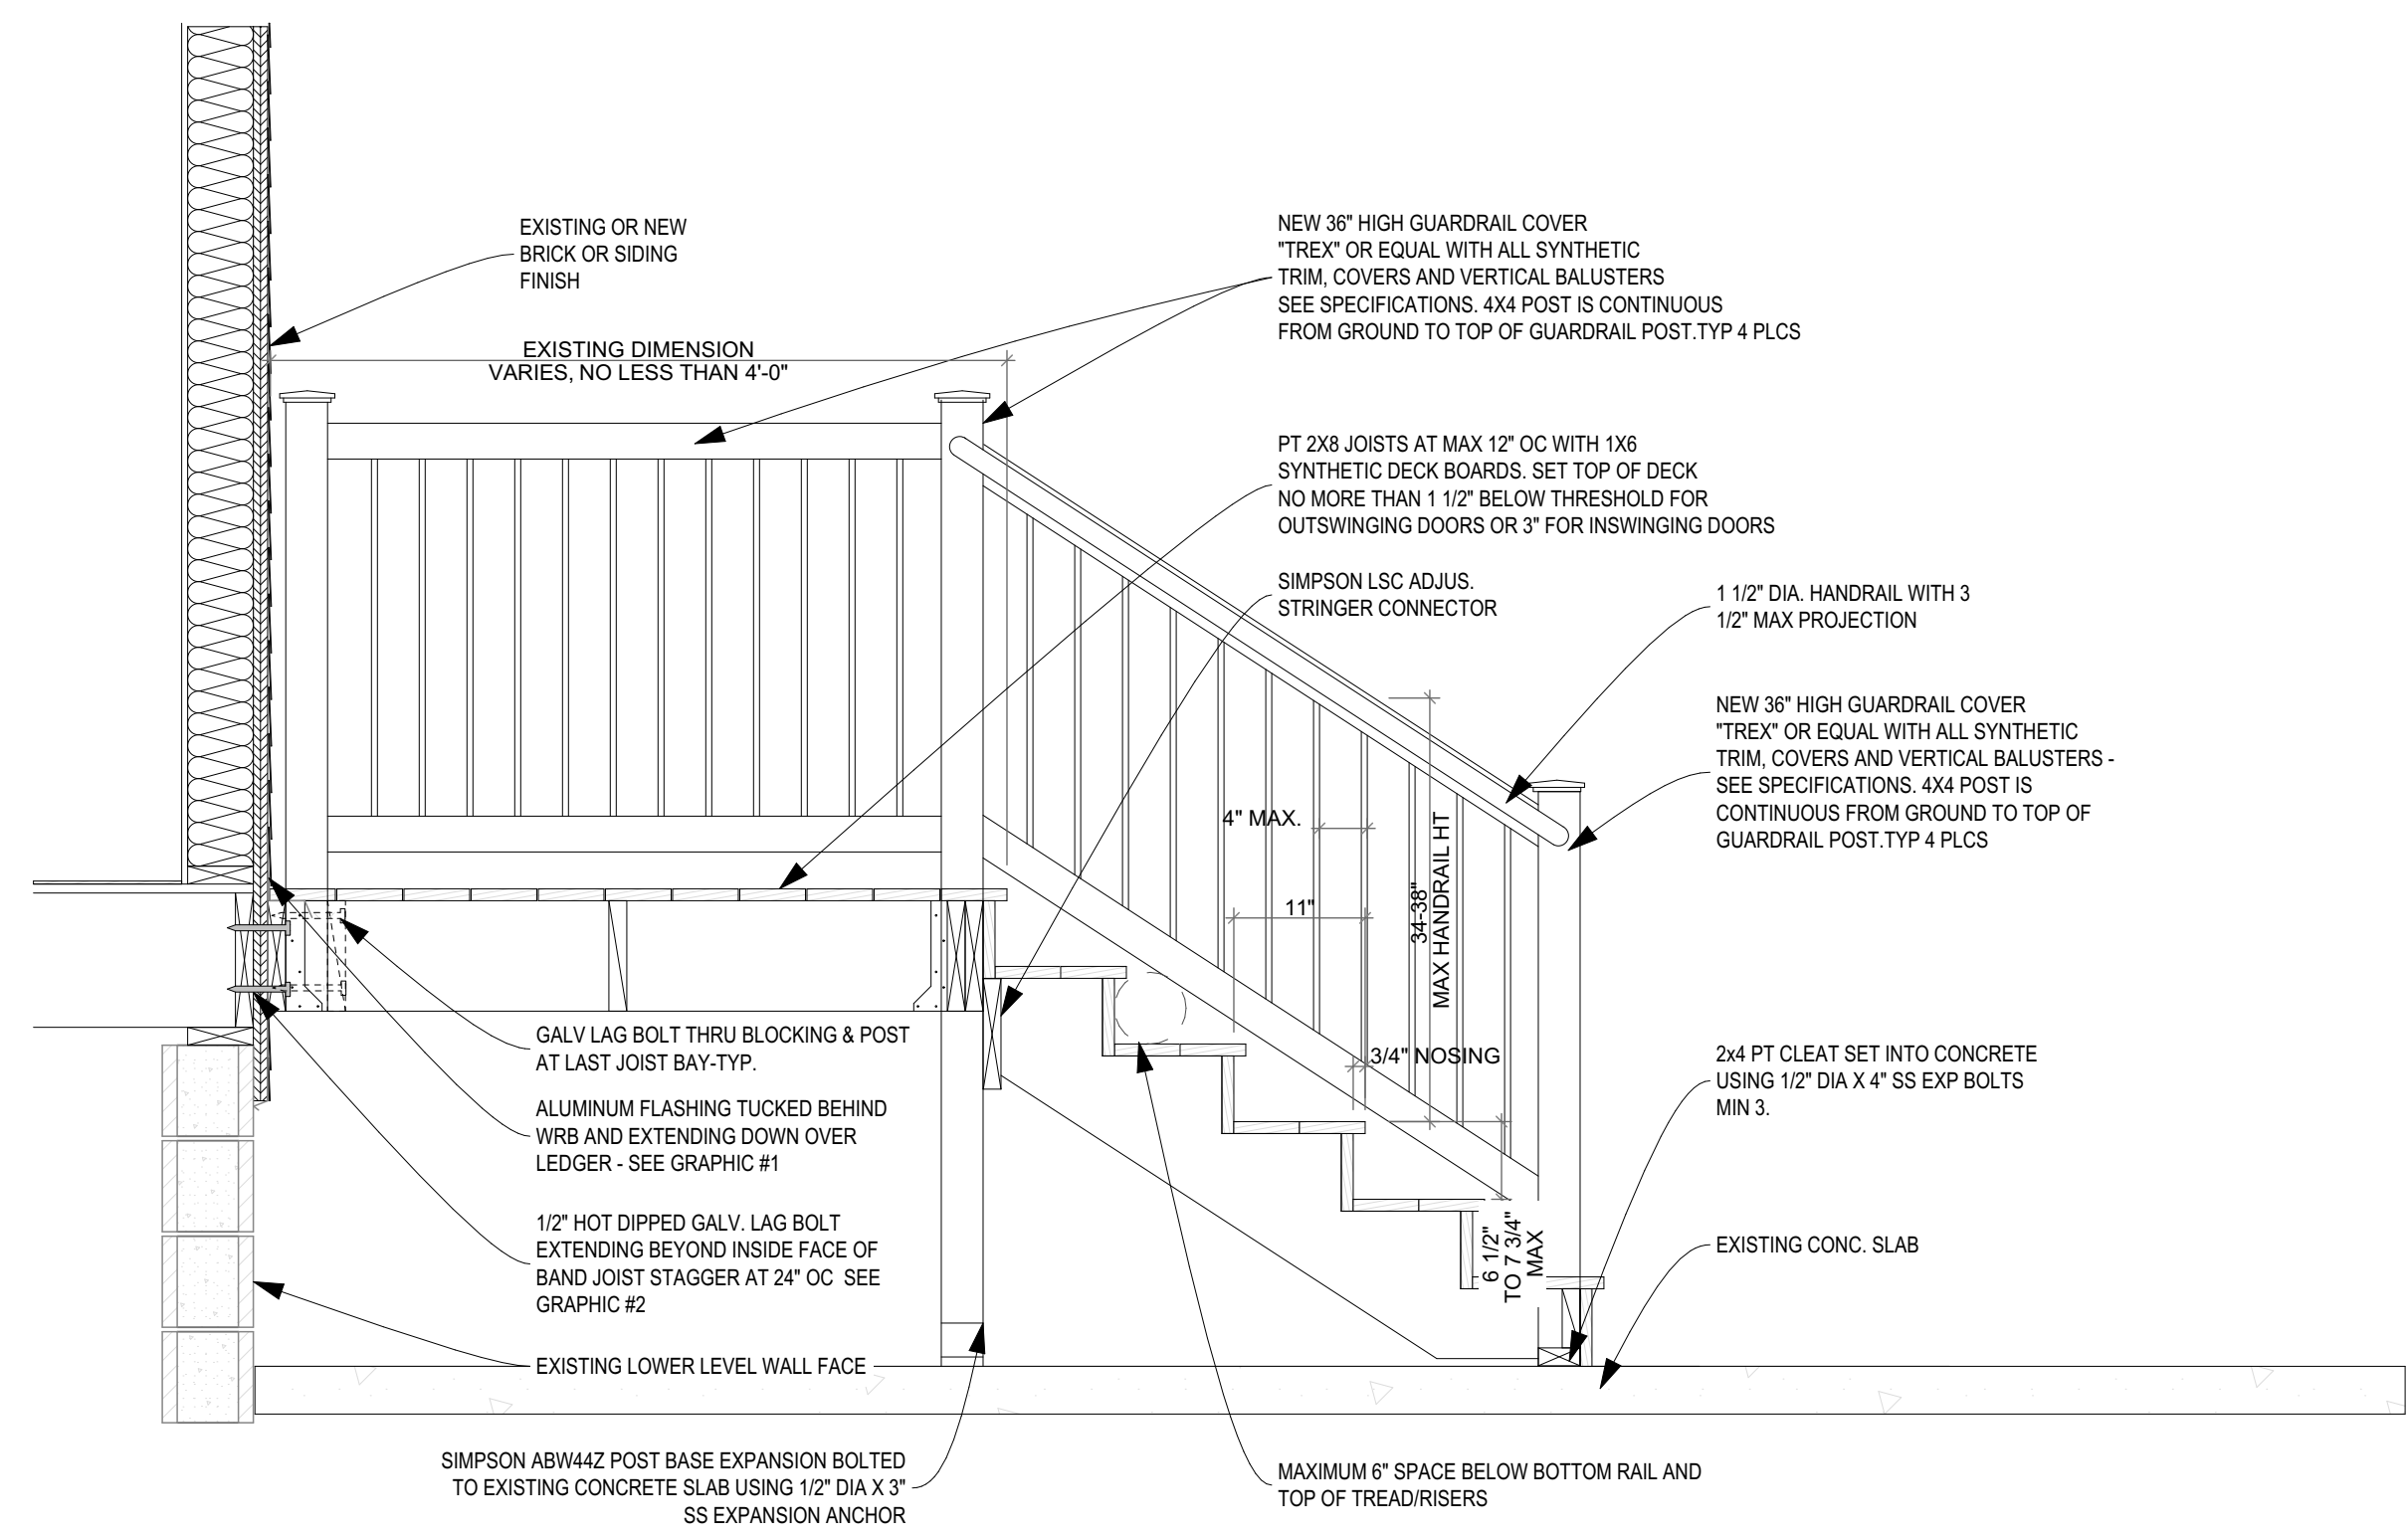 EXISTING OR NEW
BRICK OR SIDING
FINISH
EXISTING DIMENSION
VARIES, NO LESS THAN 4'-0"
NEW 36" HIGH GUARDRAIL COVER
"TREX" OR EQUAL WITH ALL SYNTHETIC
TRIM, COVERS AND VERTICAL BALUSTERS
SEE SPECIFICATIONS. 4X4 POST IS CONTINUOUS
FROM GROUND TO TOP OF GUARDRAIL POST.TYP 4 PLCS
PT 2X8 JOISTS AT MAX 12" OC WITH 1X6
SYNTHETIC DECK BOARDS. SET TOP OF DECK
NO MORE THAN 1 1/2" BELOW THRESHOLD FOR
OUTSWINGING DOORS OR 3" FOR INSWINGING DOORS
SIMPSON LSC ADJUS.
STRINGER CONNECTOR
1 1/2" DIA. HANDRAIL WITH 3
1/2" MAX PROJECTION
NEW 36" HIGH GUARDRAIL COVER
"TREX" OR EQUAL WITH ALL SYNTHETIC
TRIM, COVERS AND VERTICAL BALUSTERS -
SEE SPECIFICATIONS. 4X4 POST IS
CONTINUOUS FROM GROUND TO TOP OF
GUARDRAIL POST.TYP 4 PLCS
4" MAX.
11"
34-38"
MAX HANDRAIL HT
3/4" NOSING
6 1/2"
TO 7 3/4"
MAX
GALV LAG BOLT THRU BLOCKING & POST
AT LAST JOIST BAY-TYP.
ALUMINUM FLASHING TUCKED BEHIND
WRB AND EXTENDING DOWN OVER
LEDGER - SEE GRAPHIC #1
1/2" HOT DIPPED GALV. LAG BOLT
EXTENDING BEYOND INSIDE FACE OF
BAND JOIST STAGGER AT 24" OC SEE
GRAPHIC #2
EXISTING LOWER LEVEL WALL FACE
2x4 PT CLEAT SET INTO CONCRETE
USING 1/2" DIA X 4" SS EXP BOLTS
MIN 3.
EXISTING CONC. SLAB
SIMPSON ABW44Z POST BASE EXPANSION BOLTED
TO EXISTING CONCRETE SLAB USING 1/2" DIA X 3"
SS EXPANSION ANCHOR
MAXIMUM 6" SPACE BELOW BOTTOM RAIL AND
TOP OF TREAD/RISERS